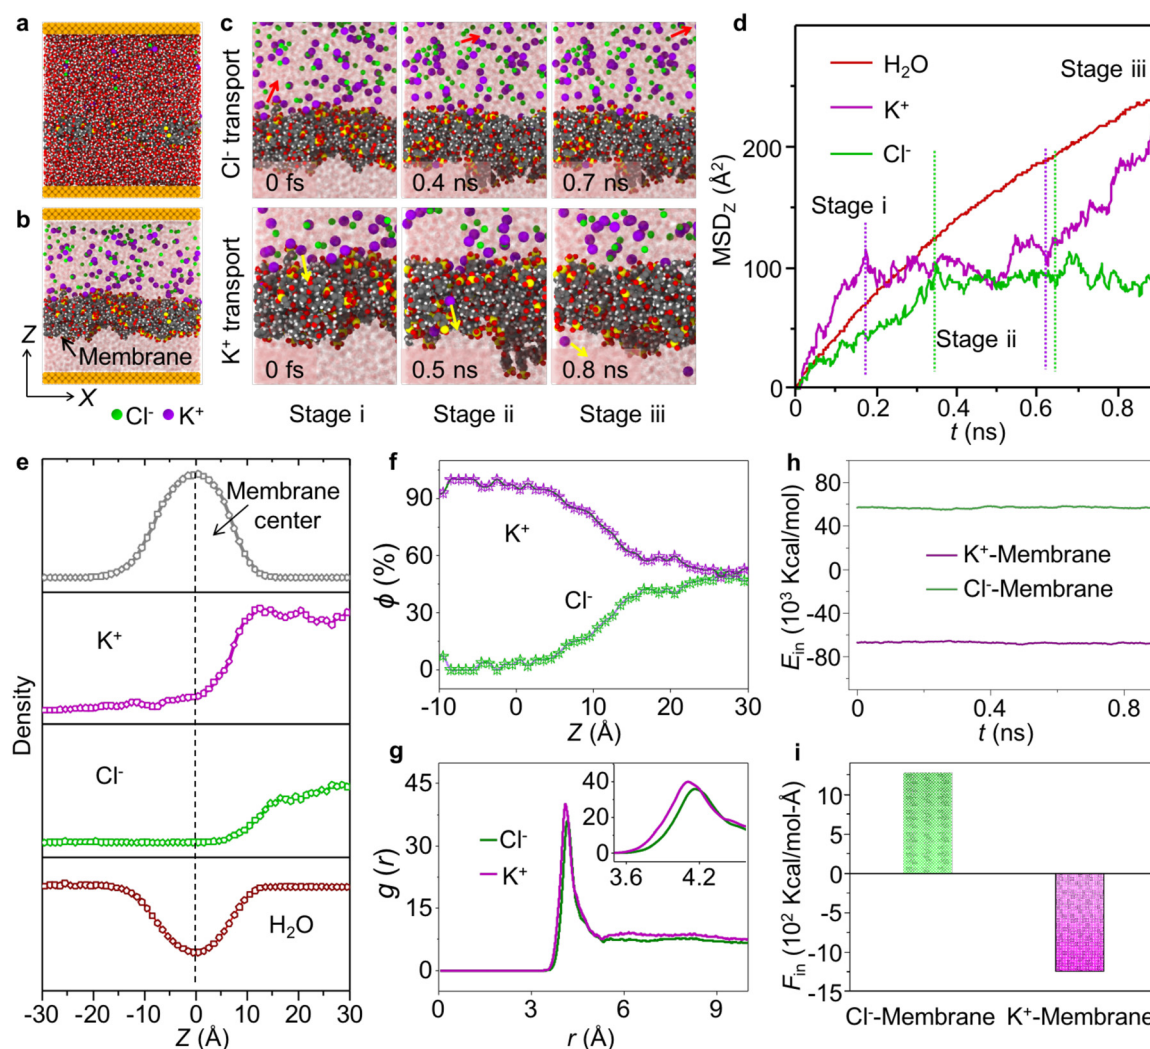 a
b
Z
X
Membrane
Cl⁻ K⁺
c
Cl⁻ transport
0 fs
0.4 ns
0.7 ns
K⁺ transport
0 fs
0.5 ns
0.8 ns
Stage i
Stage ii
Stage iii
d
MSD_Z (Å²)
200
100
0
H₂O
K⁺
Cl⁻
Stage i
Stage ii
Stage iii
0 0.2 0.4 0.6 0.8
t (ns)
e
Density
Membrane
center
K⁺
Cl⁻
H₂O
-30 -20 -10 0 10 20 30
Z (Å)
f
ϕ (%)
90
60
30
0
K⁺
Cl⁻
-10 0 10 20 30
Z (Å)
g
g (r)
45
30
15
0
Cl⁻
K⁺
40
20
0
3.6 4.2
0 3 6 9
r (Å)
h
E_in (10³ Kcal/mol)
80
40
0
-40
-80
K⁺-Membrane
Cl⁻-Membrane
0 0.4 0.8
t (ns)
i
F_in (10² Kcal/mol-Å)
10
5
0
-5
-10
-15
Cl⁻-Membrane K⁺-Membrane